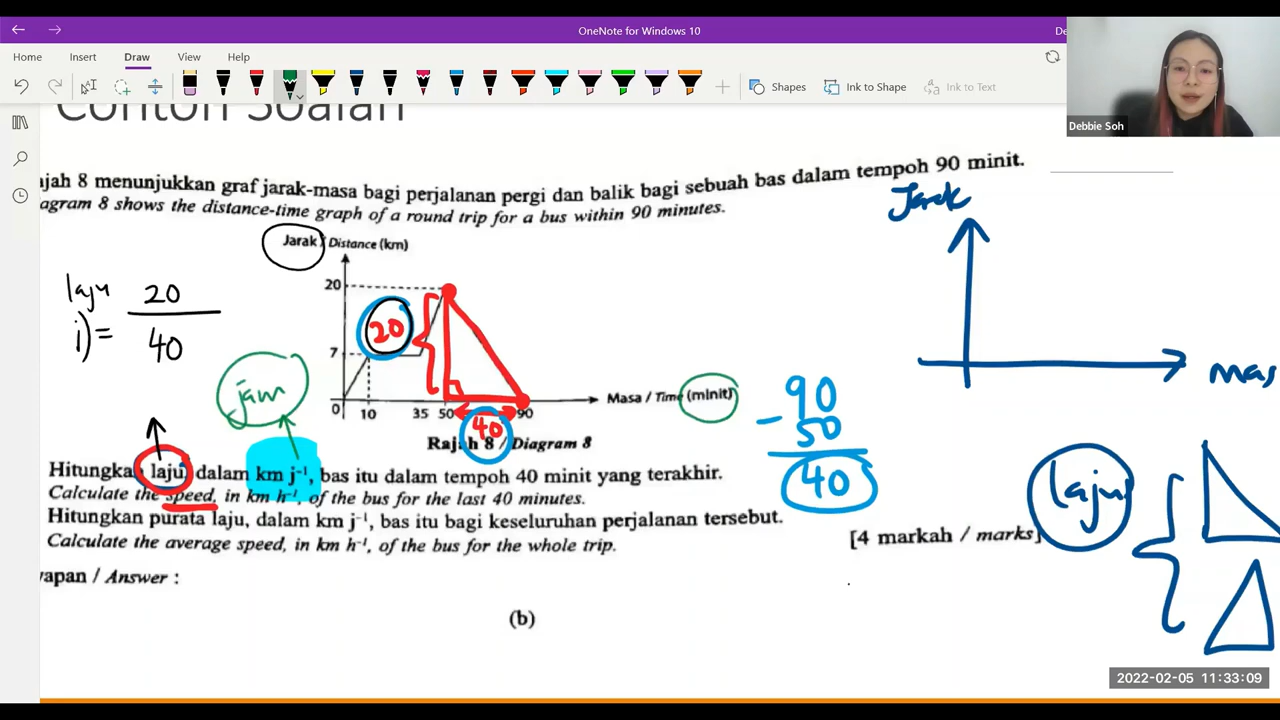 OneNote for Windows 10
De
Home Insert Draw View Help
Shapes Ink to Shape Ink to Text
Debbie Soh
Contoh Soalan
ajah 8 menunjukkan graf jarak-masa bagi perjalanan pergi dan balik bagi sebuah bas dalam tempoh 90 minit.
agram 8 shows the distance-time graph of a round trip for a bus within 90 minutes.
Jarak
Jarak / Distance (km)
laju 20
i) = 40
20
20
7
jam
0 10 35 50 90
Masa / Time (minit)
40
Rajah 8 / Diagram 8
90
- 50
40
mas
laju
Hitungkan laju, dalam km j⁻¹, bas itu dalam tempoh 40 minit yang terakhir.
Calculate the speed, in km h⁻¹, of the bus for the last 40 minutes.
Hitungkan purata laju, dalam km j⁻¹, bas itu bagi keseluruhan perjalanan tersebut.
Calculate the average speed, in km h⁻¹, of the bus for the whole trip.
[4 markah / marks]
wapan / Answer :
(b)
2022-02-05 11:33:09